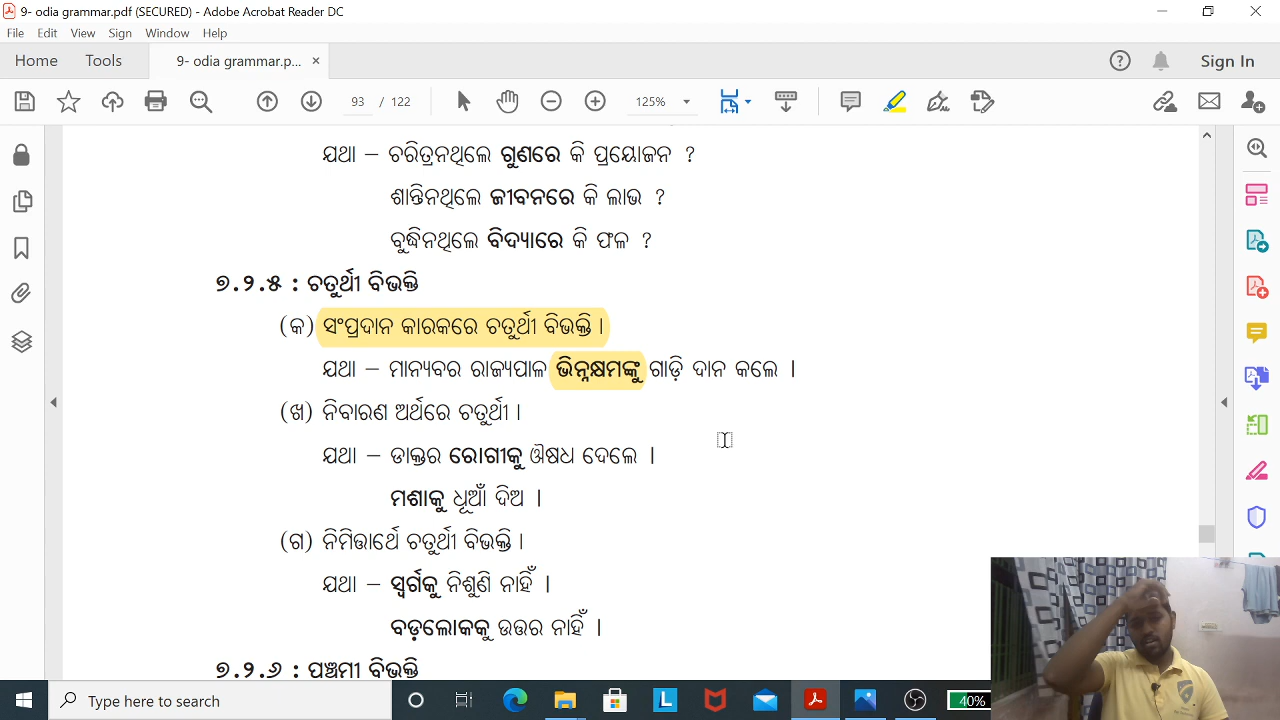 9- odia grammar.pdf (SECURED) - Adobe Acrobat Reader DC
File Edit View Sign Window Help
Home Tools 9- odia grammar.p... × Sign In
93 / 122 125%
ଯଥା – ଚରିତ୍ରନଥିଲେ ଗୁଣରେ କି ପ୍ରୟୋଜନ ?
ଶାନ୍ତିନଥିଲେ ଜୀବନରେ କି ଲାଭ ?
ବୁଦ୍ଧିନଥିଲେ ବିଦ୍ୟାରେ କି ଫଳ ?
୭.୨.୫ : ଚତୁର୍ଥୀ ବିଭକ୍ତି
(କ) ସଂପ୍ରଦାନ କାରକରେ ଚତୁର୍ଥୀ ବିଭକ୍ତି ।
ଯଥା – ମାନ୍ୟବର ରାଜ୍ୟପାଳ ଭିନ୍ନକ୍ଷମଙ୍କୁ ଗାଡ଼ି ଦାନ କଲେ ।
(ଖ) ନିବାରଣ ଅର୍ଥରେ ଚତୁର୍ଥୀ ।
ଯଥା – ଡାକ୍ତର ରୋଗୀକୁ ଔଷଧ ଦେଲେ ।
ମଶାକୁ ଧୂଆଁ ଦିଅ ।
(ଗ) ନିମିତ୍ତାର୍ଥେ ଚତୁର୍ଥୀ ବିଭକ୍ତି ।
ଯଥା – ସ୍ୱର୍ଗକୁ ନିଶୁଣି ନାହିଁ ।
ବଡ଼ଲୋକକୁ ଉତ୍ତର ନାହିଁ ।
୭.୨.୬ : ପଞ୍ଚମୀ ବିଭକ୍ତି
Type here to search 40%